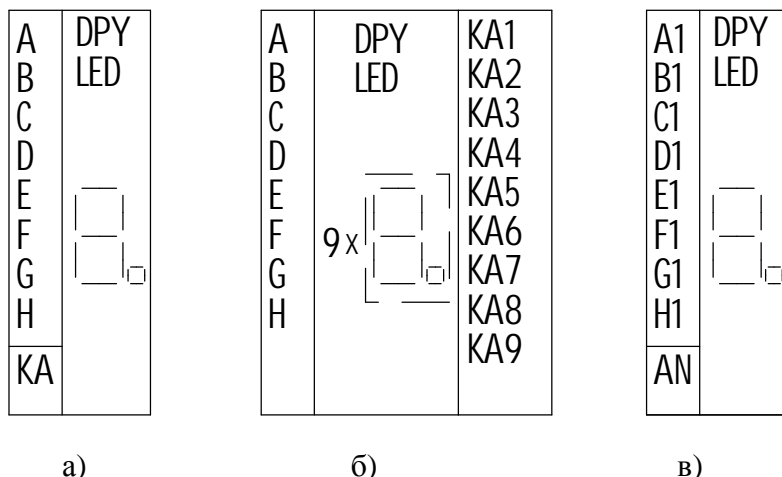 A
B
C
D
E
F
G
H
KA
DPY
LED
A
B
C
D
E
F
G
H
DPY
LED
9 x
KA1
KA2
KA3
KA4
KA5
KA6
KA7
KA8
KA9
A1
B1
C1
D1
E1
F1
G1
H1
AN
DPY
LED
а)
б)
в)